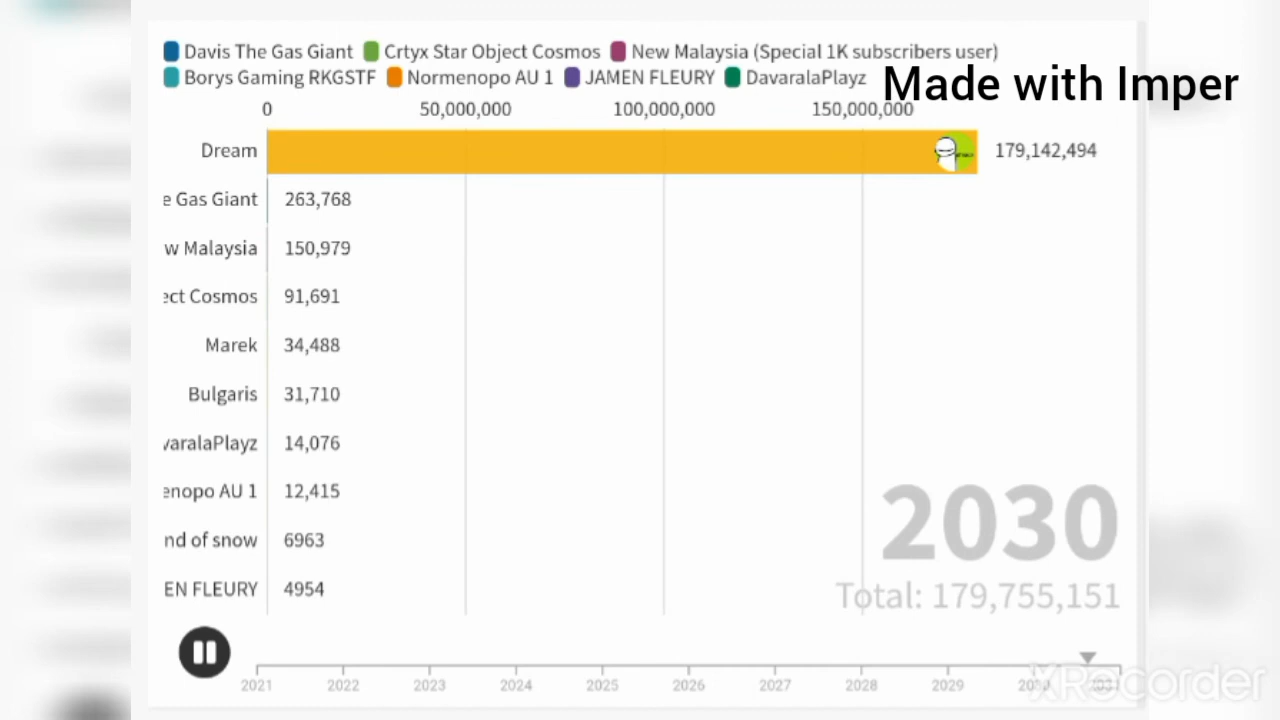 Davis The Gas Giant Crtyx Star Object Cosmos New Malaysia (Special 1K subscribers user)
Borys Gaming RKGSTF Normenopo AU 1 JAMEN FLEURY DavaralaPlayz
Made with Imper
0 50,000,000 100,000,000 150,000,000
Dream 179,142,494
e Gas Giant 263,768
w Malaysia 150,979
ect Cosmos 91,691
Marek 34,488
Bulgaris 31,710
varalaPlayz 14,076
enopo AU 1 12,415
nd of snow 6963
EN FLEURY 4954
2030
Total: 179,755,151
2021 2022 2023 2024 2025 2026 2027 2028 2029 2030 2031
XRecorder